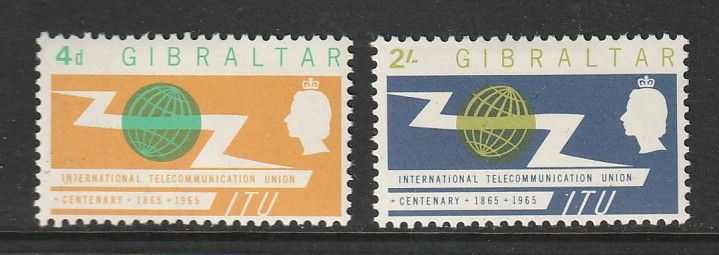 4d GIBRALTAR
INTERNATIONAL TELECOMMUNICATION UNION
+ CENTENARY + 1865 + 1965 ITU
2/- GIBRALTAR
INTERNATIONAL TELECOMMUNICATION UNION
+ CENTENARY + 1865 + 1965 ITU